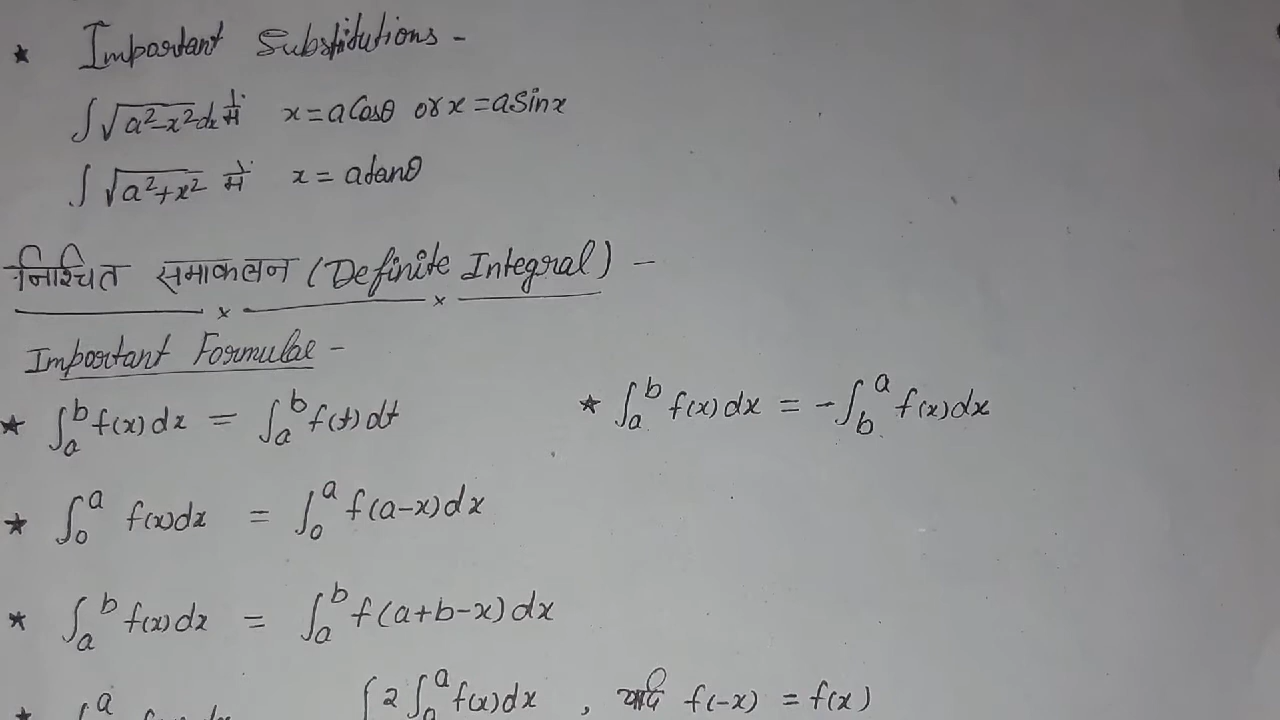 ★ Important Substitutions -
∫√(a²-x²) dx में x = a Cosθ or x = a Sinx
∫√(a²+x²) में x = a tanθ
निश्चित समाकलन (Definite Integral) -
Important Formulae -
★ ∫ₐᵇ f(x) dx = ∫ₐᵇ f(t) dt ★ ∫ₐᵇ f(x) dx = -∫_b^a f(x) dx
★ ∫₀ᵃ f(x) dx = ∫₀ᵃ f(a-x) dx
★ ∫ₐᵇ f(x) dx = ∫ₐᵇ f(a+b-x) dx
2∫₀ᵃ f(x) dx , यदि f(-x) = f(x)